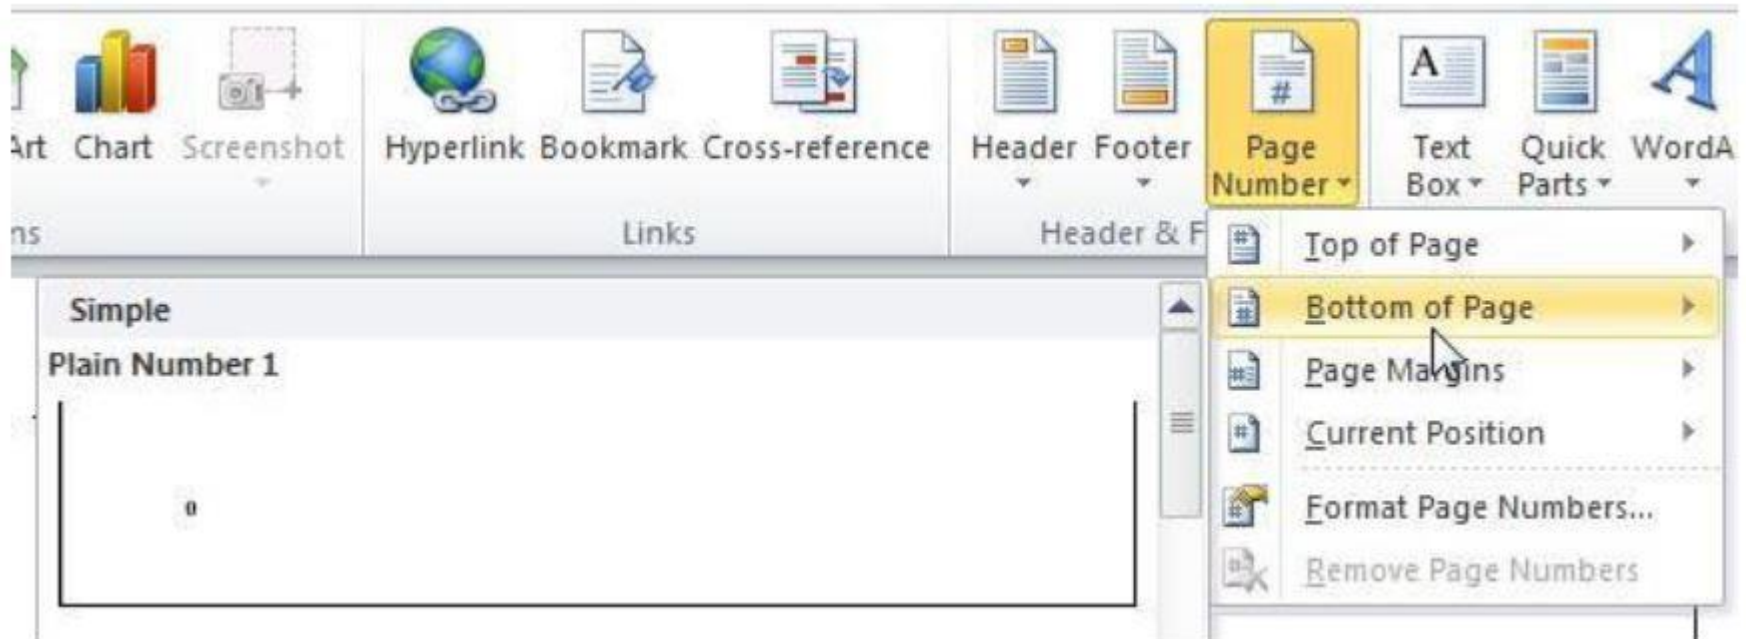 Art Chart Screenshot Hyperlink Bookmark Cross-reference Header Footer Page Number Text Box Quick Parts WordA
ns Links Header & F
Top of Page
Bottom of Page
Page Margins
Current Position
Format Page Numbers...
Remove Page Numbers
Simple
Plain Number 1
0